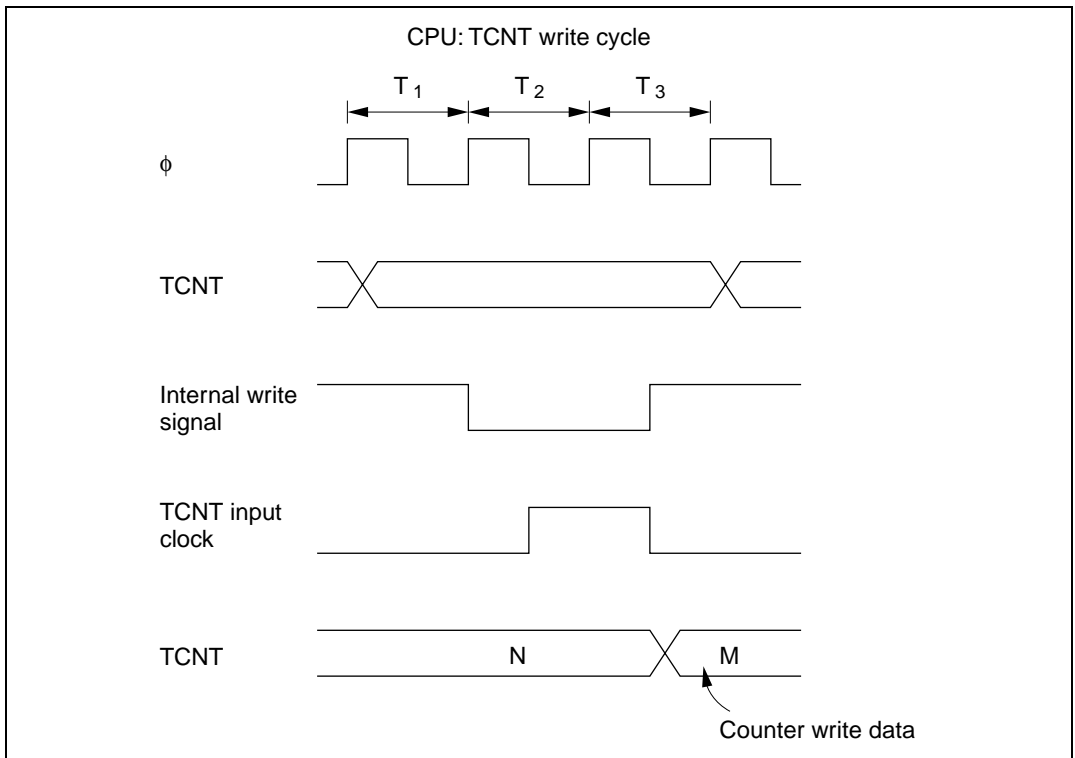 CPU: TCNT write cycle
T1 T2 T3
ϕ
TCNT
Internal write
signal
TCNT input
clock
TCNT
N M
Counter write data